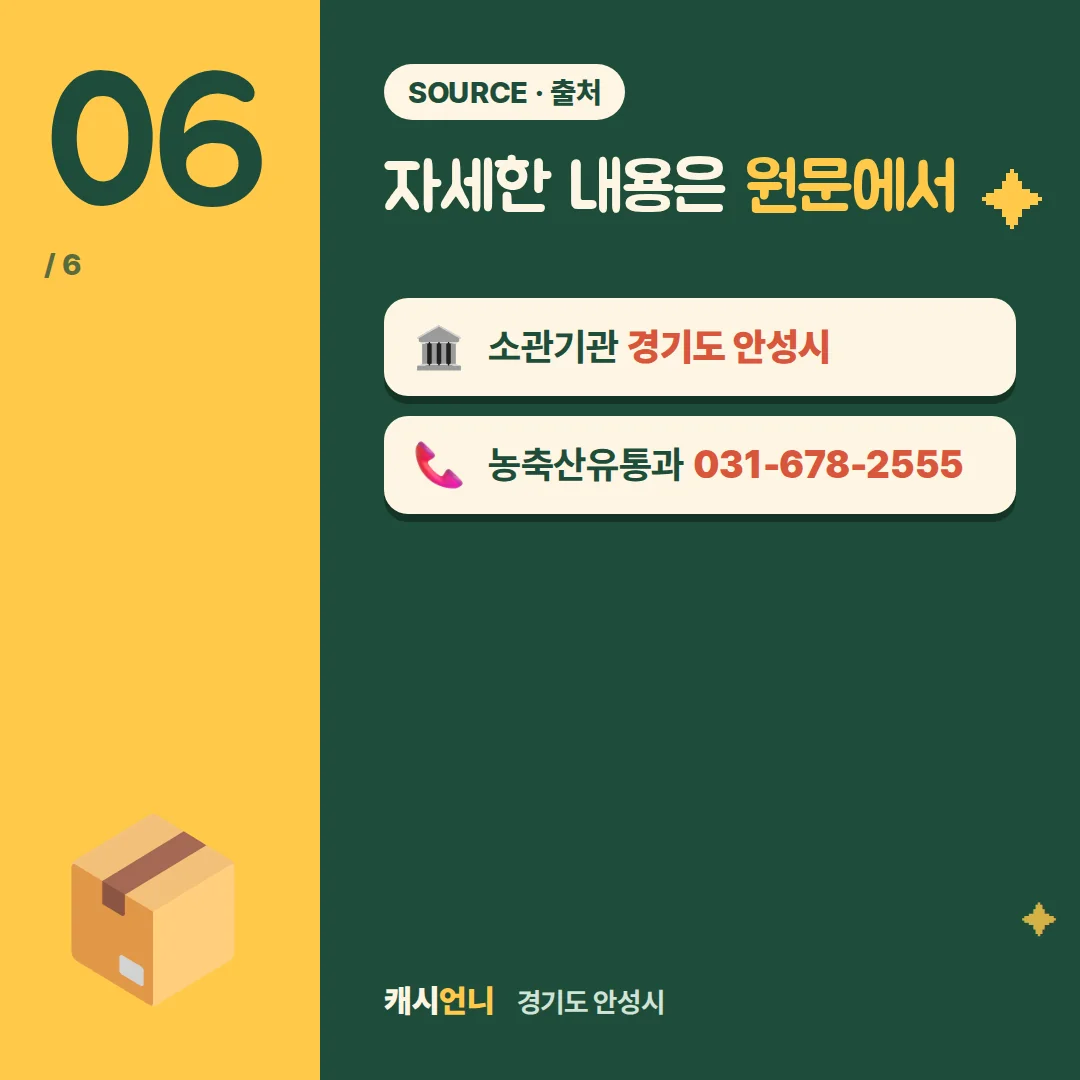 06
/ 6
SOURCE · 출처
자세한 내용은 원문에서
소관기관 경기도 안성시
농축산유통과 031-678-2555
캐시언니 경기도 안성시